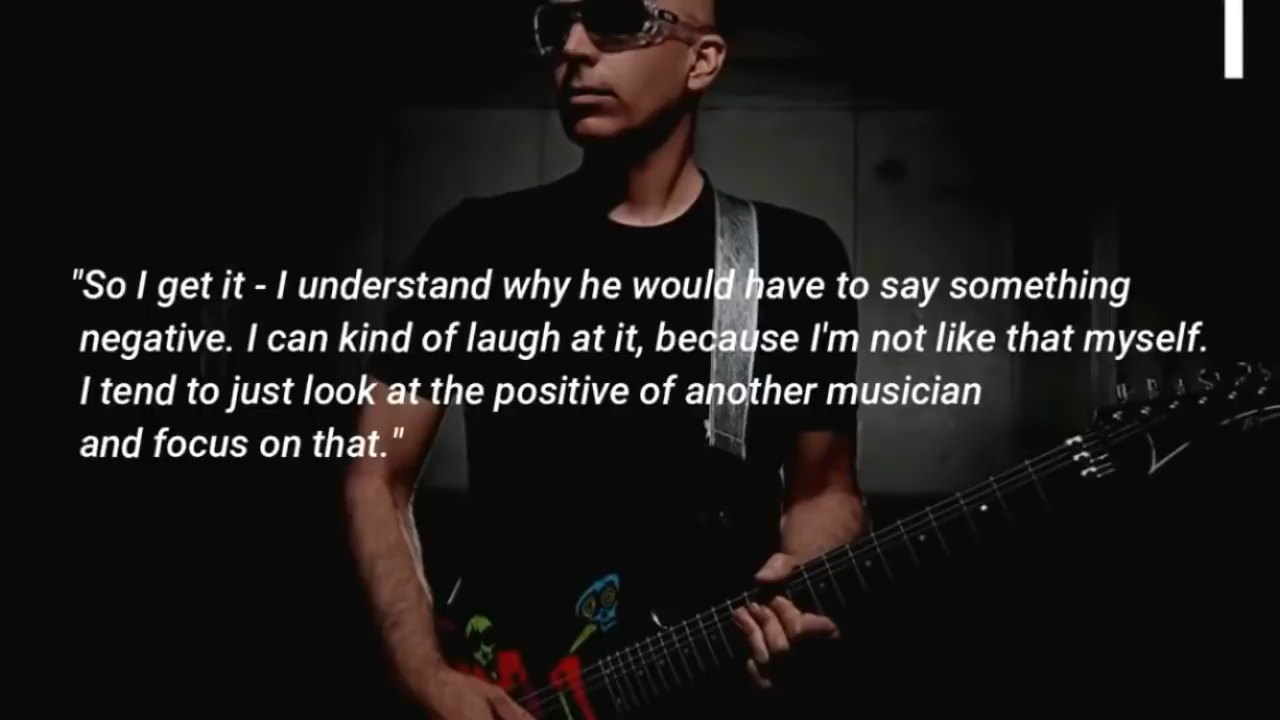 "So I get it - I understand why he would have to say something
negative. I can kind of laugh at it, because I'm not like that myself.
I tend to just look at the positive of another musician
and focus on that."